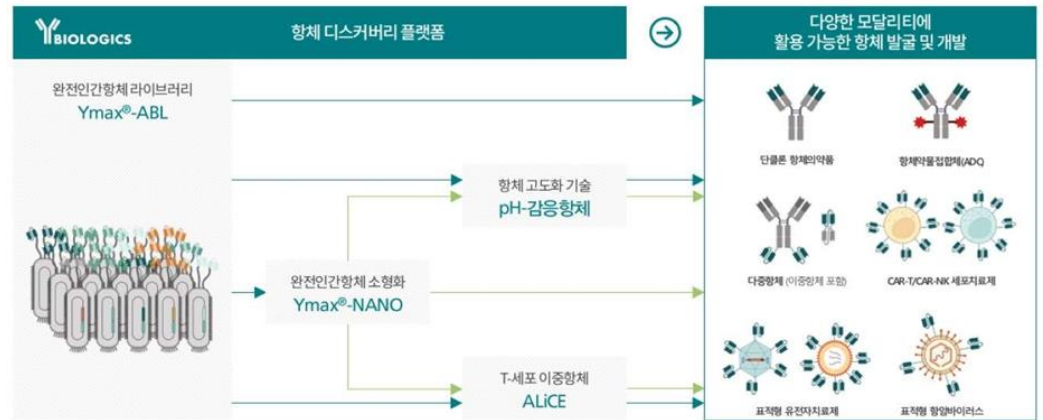 YBIOLOGICS
항체 디스커버리 플랫폼
다양한 모달리티에
활용 가능한 항체 발굴 및 개발
완전인간항체 라이브러리
Ymax®-ABL
항체 고도화 기술
pH-감응항체
완전인간항체 소형화
Ymax®-NANO
T-세포 이중항체
ALiCE
단클론 항체의약품
항체약물접합체(ADC)
다중항체 (이중항체 포함)
CAR-T/CAR-NK 세포치료제
표적형 유전자치료제
표적형 항암바이러스